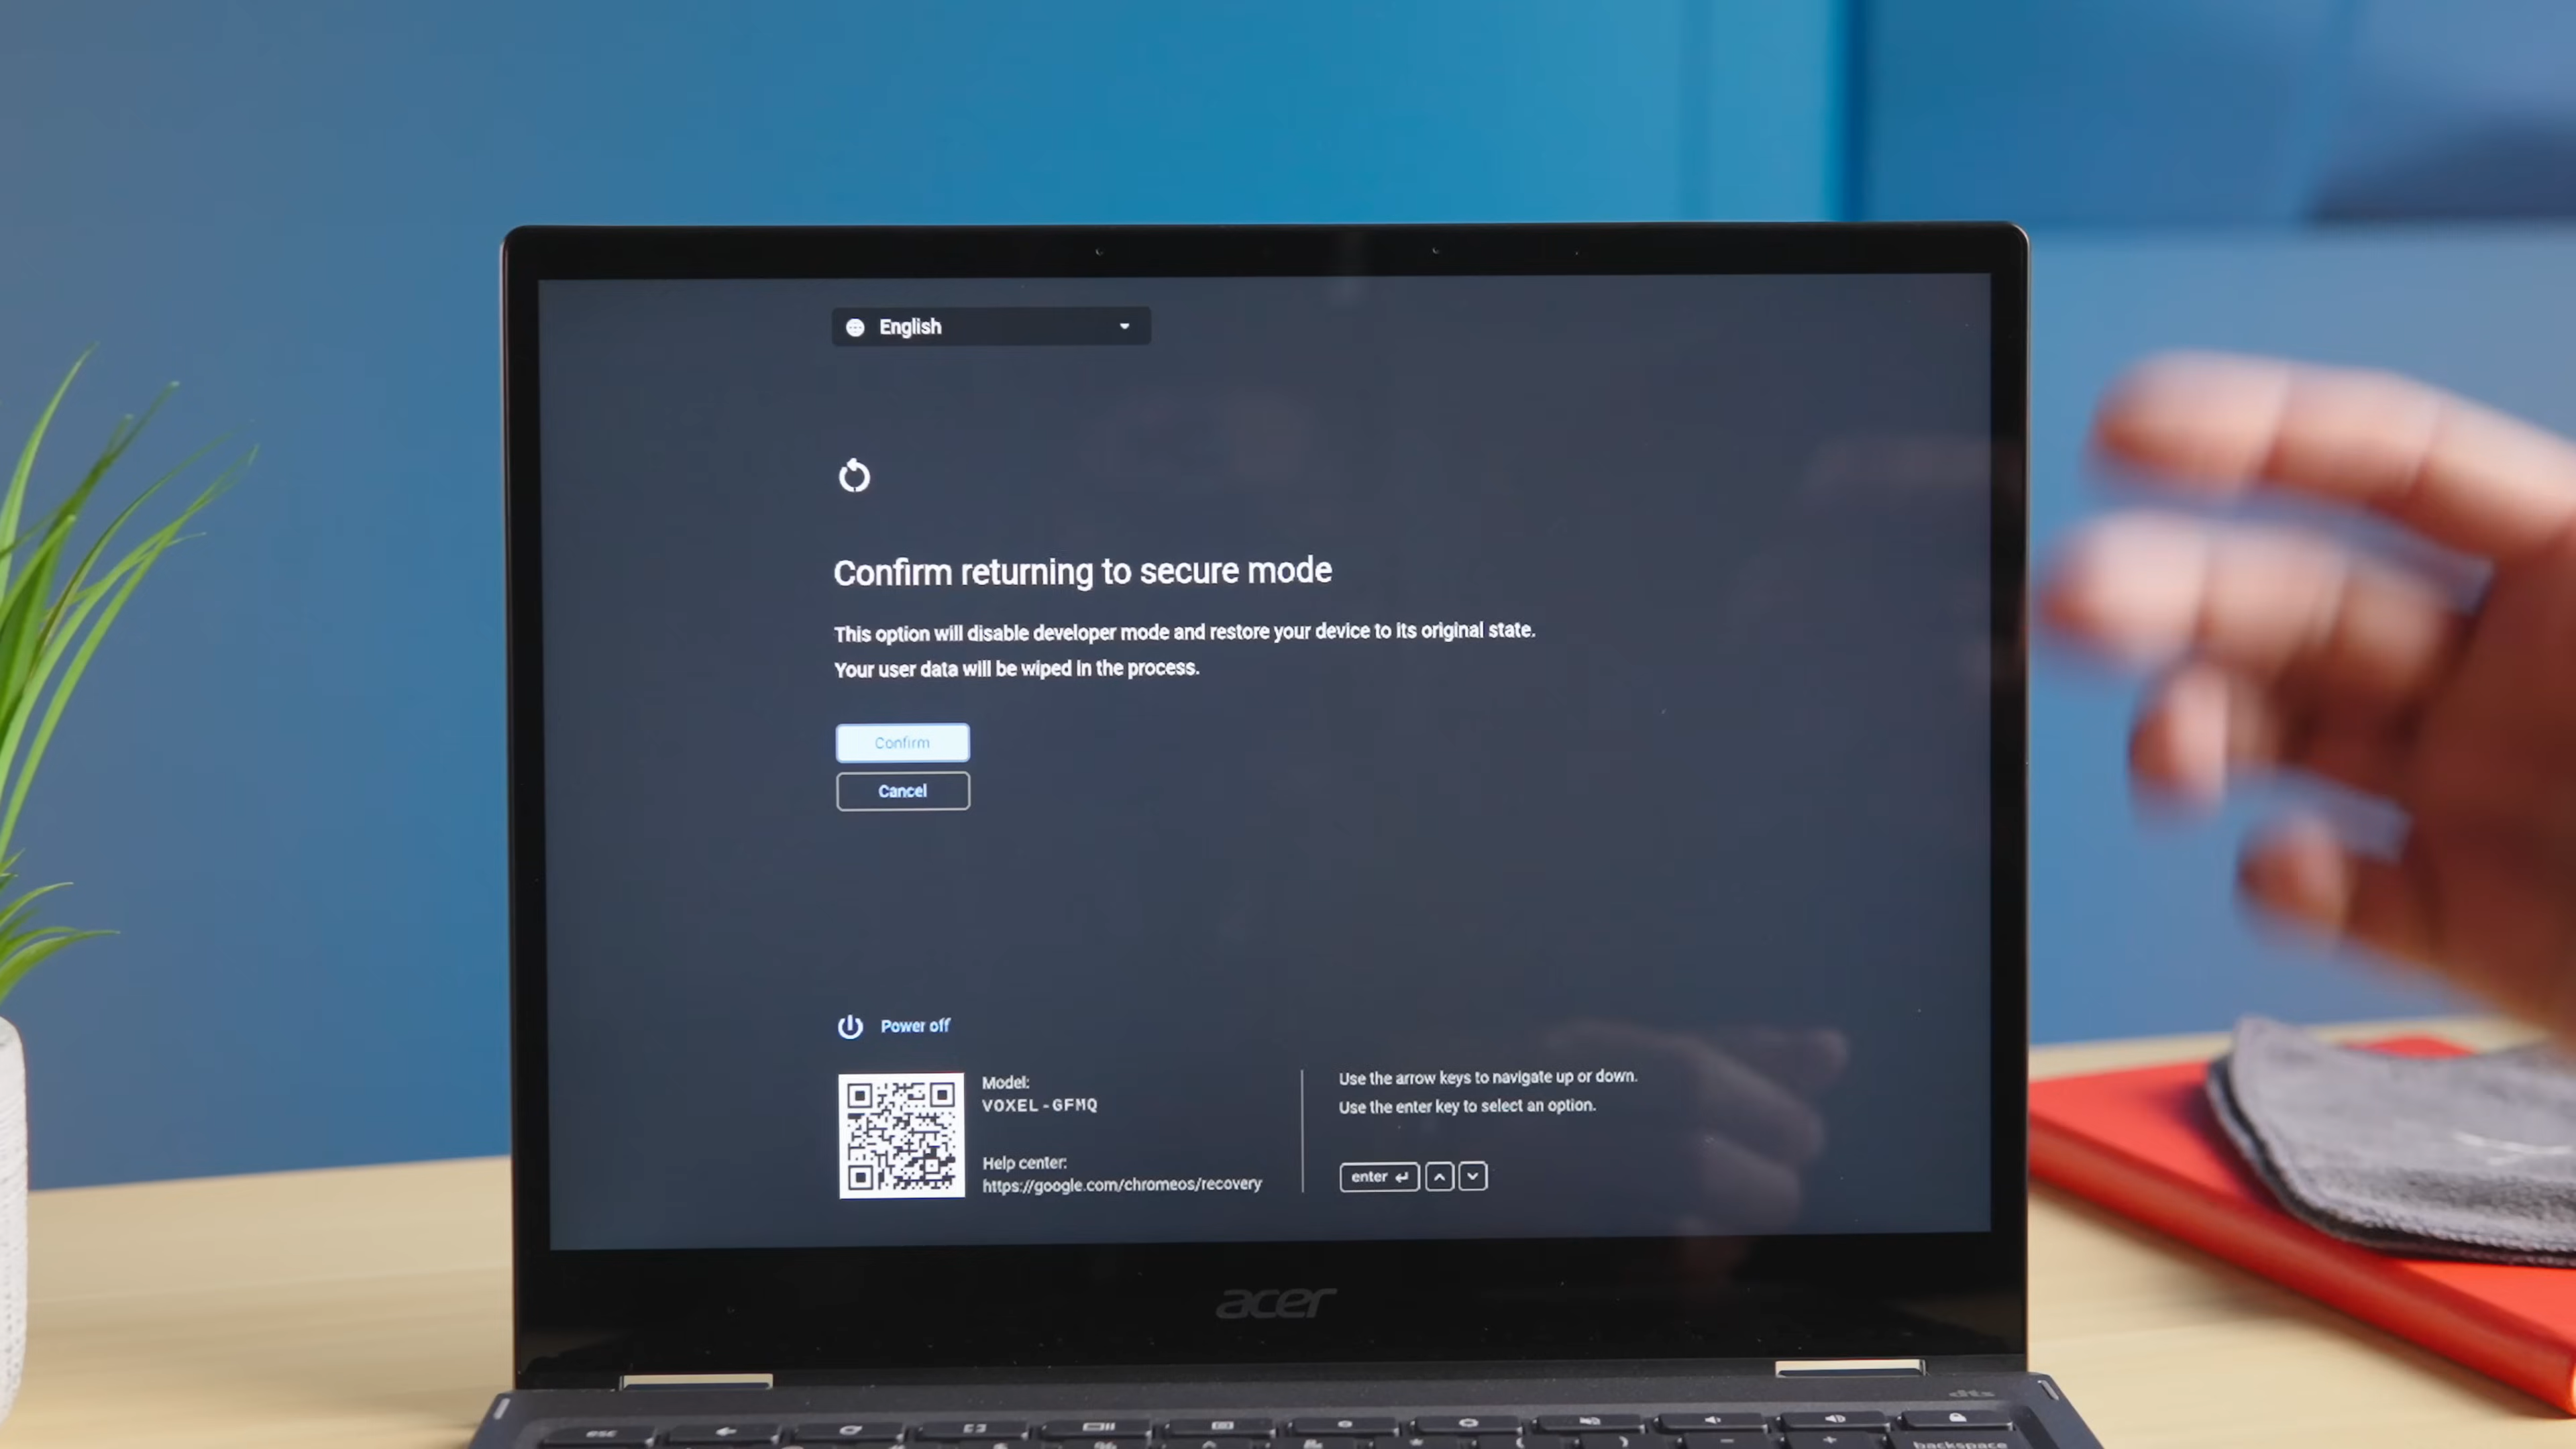 English
Confirm returning to secure mode
This option will disable developer mode and restore your device to its original state.
Your user data will be wiped in the process.
Confirm
Cancel
Power off
Model:
VOXEL-GFMQ
Help center:
https://google.com/chromeos/recovery
Use the arrow keys to navigate up or down.
Use the enter key to select an option.
enter
acer
dts
esc
backspace